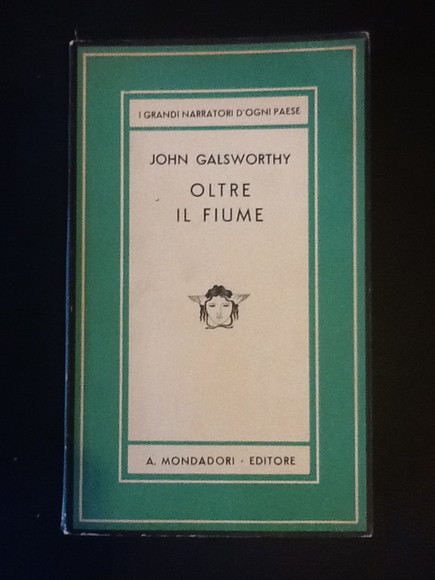 I GRANDI NARRATORI D'OGNI PAESE
JOHN GALSWORTHY
OLTRE
IL FIUME
A. MONDADORI · EDITORE